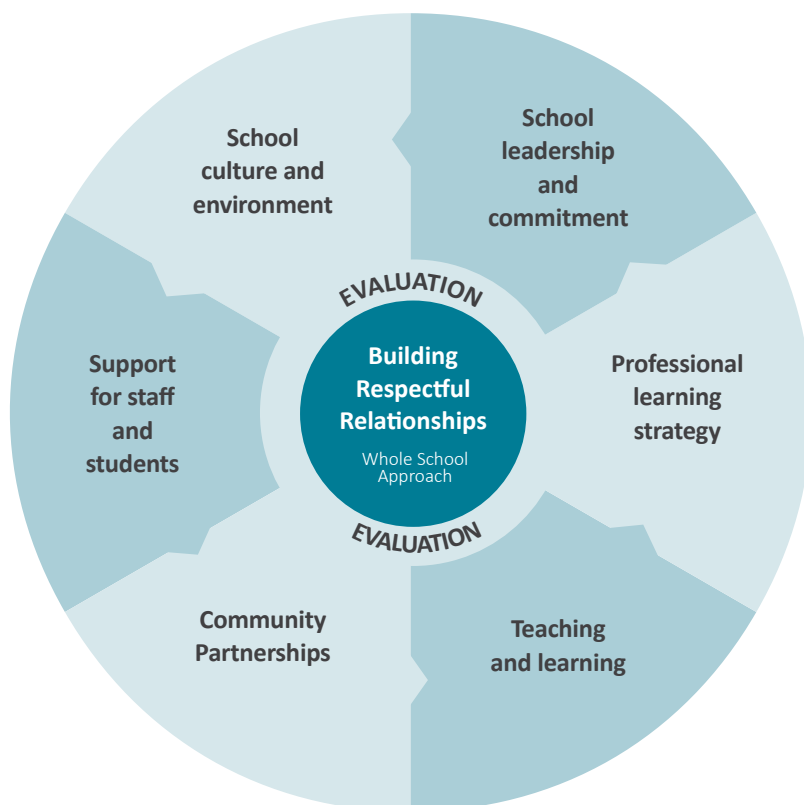 School
culture and
environment
School
leadership
and
commitment
EVALUATION
Building
Respectful
Relationships
Whole School
Approach
EVALUATION
Support
for staff
and
students
Professional
learning
strategy
Community
Partnerships
Teaching
and learning